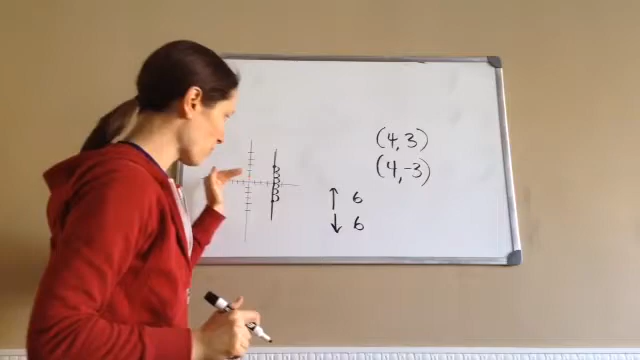 (4, 3)
(4, -3)
↑ 6
↓ 6